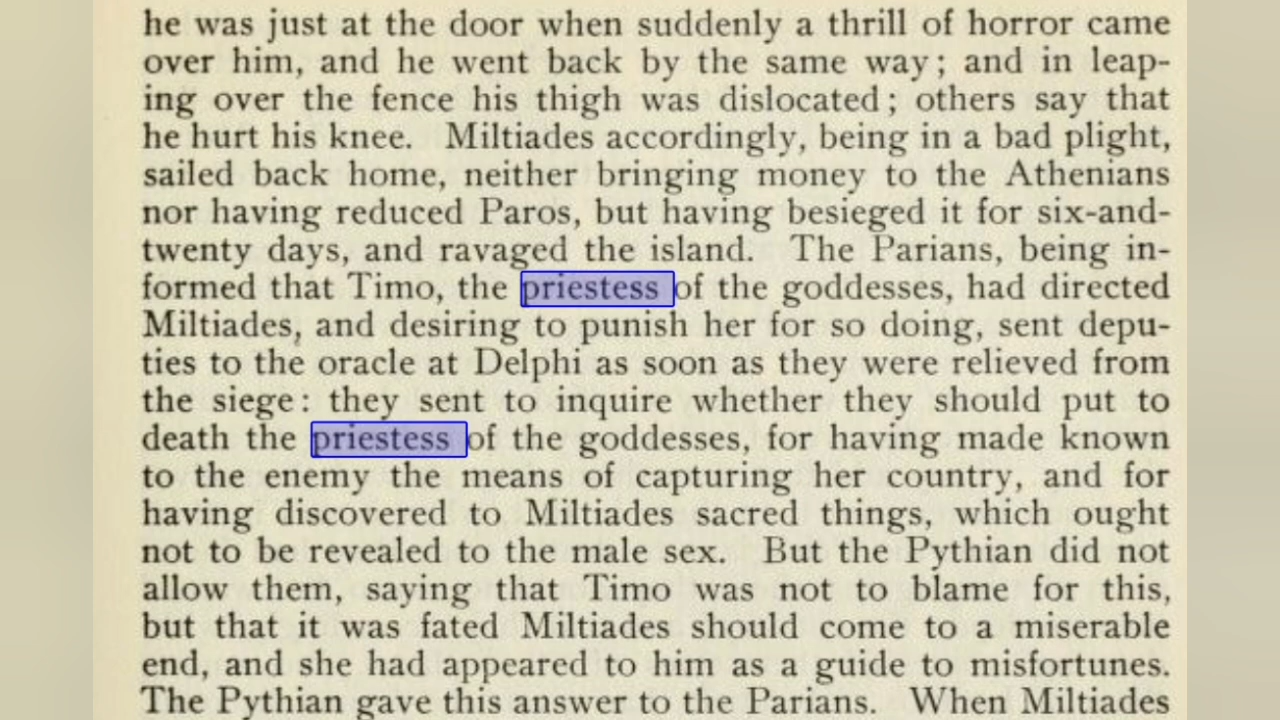 he was just at the door when suddenly a thrill of horror came
over him, and he went back by the same way; and in leap-
ing over the fence his thigh was dislocated; others say that
he hurt his knee. Miltiades accordingly, being in a bad plight,
sailed back home, neither bringing money to the Athenians
nor having reduced Paros, but having besieged it for six-and-
twenty days, and ravaged the island. The Parians, being in-
formed that Timo, the priestess of the goddesses, had directed
Miltiades, and desiring to punish her for so doing, sent depu-
ties to the oracle at Delphi as soon as they were relieved from
the siege: they sent to inquire whether they should put to
death the priestess of the goddesses, for having made known
to the enemy the means of capturing her country, and for
having discovered to Miltiades sacred things, which ought
not to be revealed to the male sex. But the Pythian did not
allow them, saying that Timo was not to blame for this,
but that it was fated Miltiades should come to a miserable
end, and she had appeared to him as a guide to misfortunes.
The Pythian gave this answer to the Parians. When Miltiades